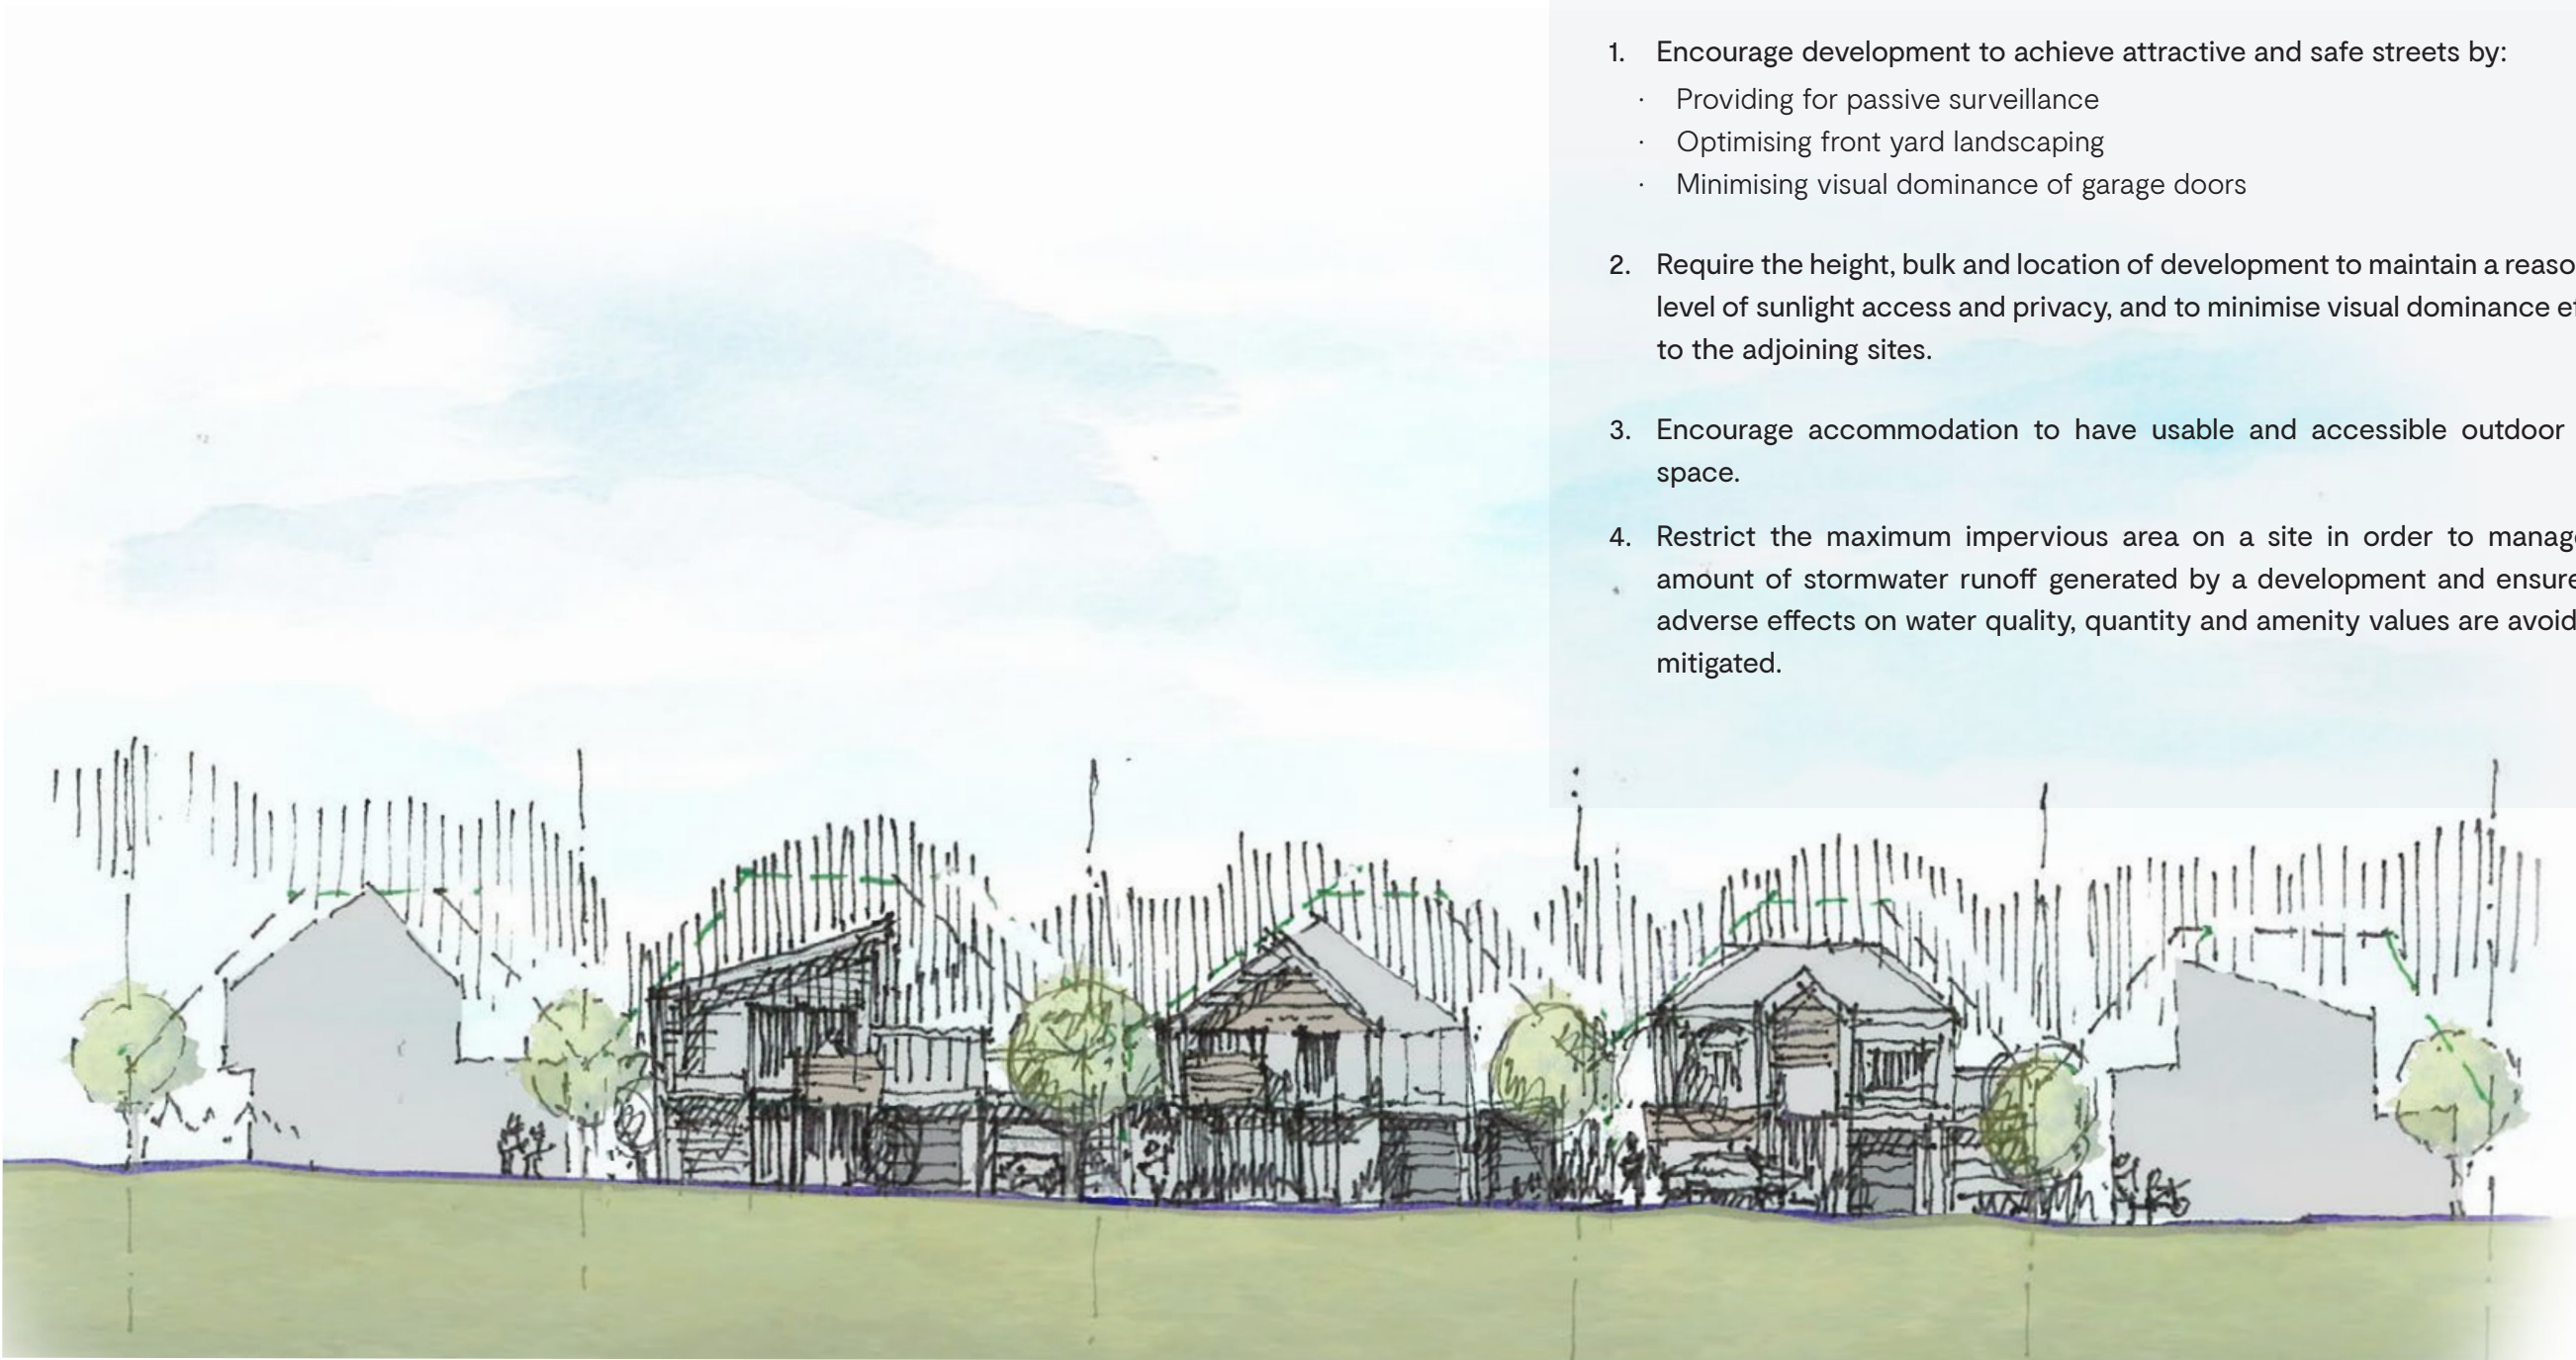 1. Encourage development to achieve attractive and safe streets by:
· Providing for passive surveillance
· Optimising front yard landscaping
· Minimising visual dominance of garage doors
2. Require the height, bulk and location of development to maintain a reaso
level of sunlight access and privacy, and to minimise visual dominance ef
to the adjoining sites.
3. Encourage accommodation to have usable and accessible outdoor
space.
4. Restrict the maximum impervious area on a site in order to manage
amount of stormwater runoff generated by a development and ensure
adverse effects on water quality, quantity and amenity values are avoid
mitigated.